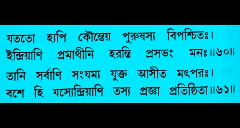 যততো হ্যপি কৌন্তেয় পুরুষস্য বিপশ্চিতঃ।
ইন্দ্রিয়াণি প্রমাথীনি হরন্তি প্রসভং মনঃ॥৬০॥
তানি সর্বাণি সংযম্য যুক্ত আসীত মৎপরঃ।
বশে হি যস্যেন্দ্রিয়াণি তস্য প্রজ্ঞা প্রতিষ্ঠিতা॥৬১॥